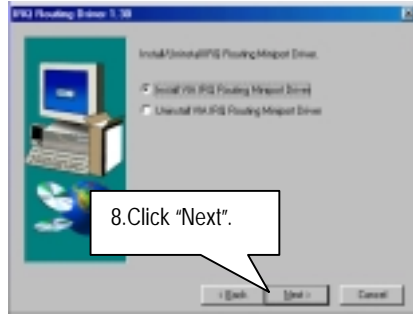 IRQ Routing Driver 1.30
Install/Uninstall IRQ Routing Miniport Driver.
Install VIA IRQ Routing Miniport Driver
Uninstall VIA IRQ Routing Miniport Driver
8.Click “Next”.
< Back
Next >
Cancel